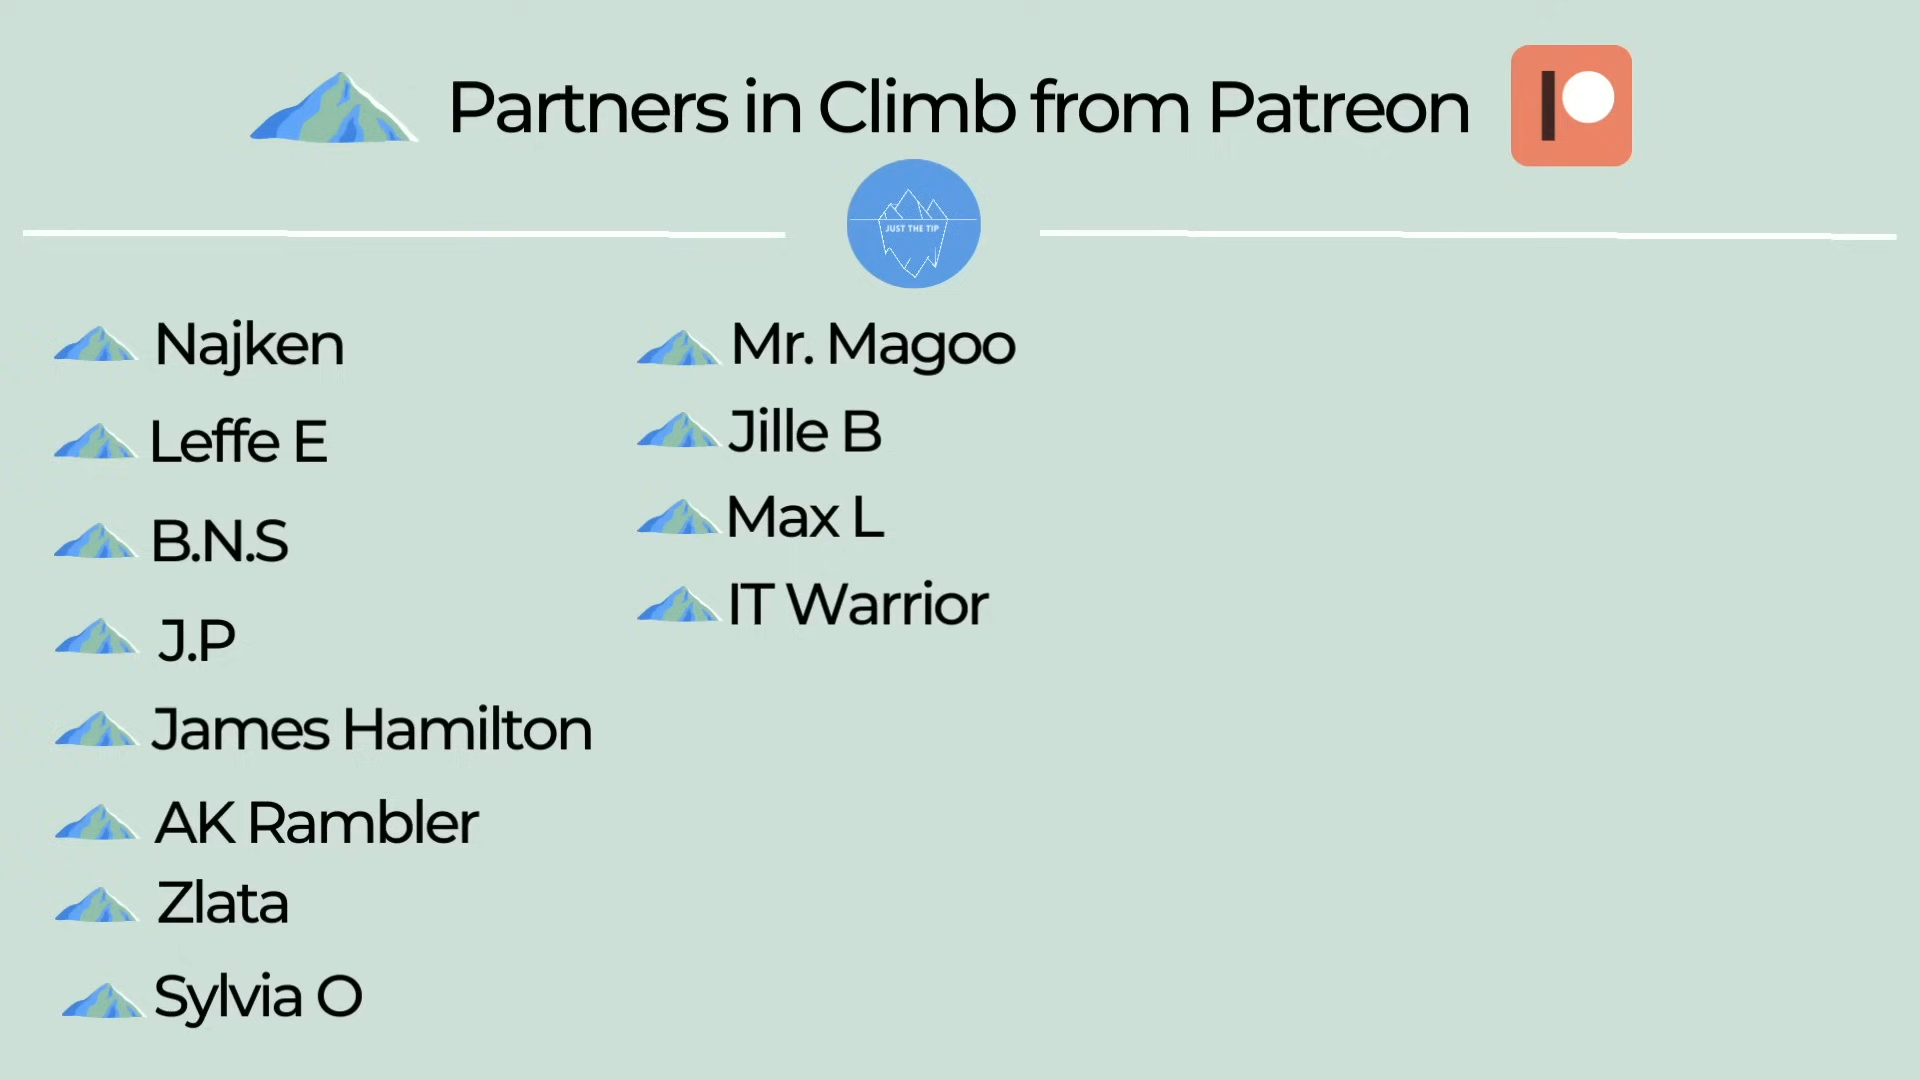 Partners in Climb from Patreon
JUST THE TIP
Najken
Leffe E
B.N.S
J.P
James Hamilton
AK Rambler
Zlata
Sylvia O
Mr. Magoo
Jille B
Max L
IT Warrior